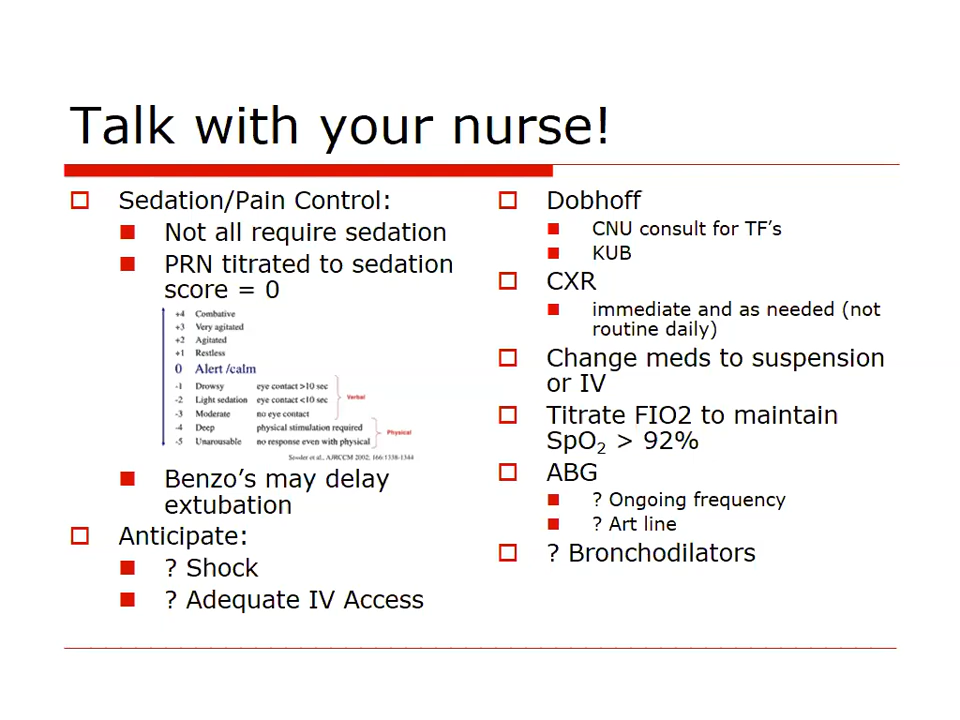 Talk with your nurse!
Sedation/Pain Control:
Not all require sedation
PRN titrated to sedation
score = 0
+4 Combative
+3 Very agitated
+2 Agitated
+1 Restless
0 Alert /calm
-1 Drowsy eye contact >10 sec
-2 Light sedation eye contact <10 sec
Verbal
-3 Moderate no eye contact
-4 Deep physical stimulation required
Physical
-5 Unarousable no response even with physical
Sessler et al., AJRCCM 2002; 166:1338-1344
Benzo's may delay
extubation
Anticipate:
? Shock
? Adequate IV Access
Dobhoff
CNU consult for TF's
KUB
CXR
immediate and as needed (not
routine daily)
Change meds to suspension
or IV
Titrate FIO2 to maintain
SpO2 > 92%
ABG
? Ongoing frequency
? Art line
? Bronchodilators